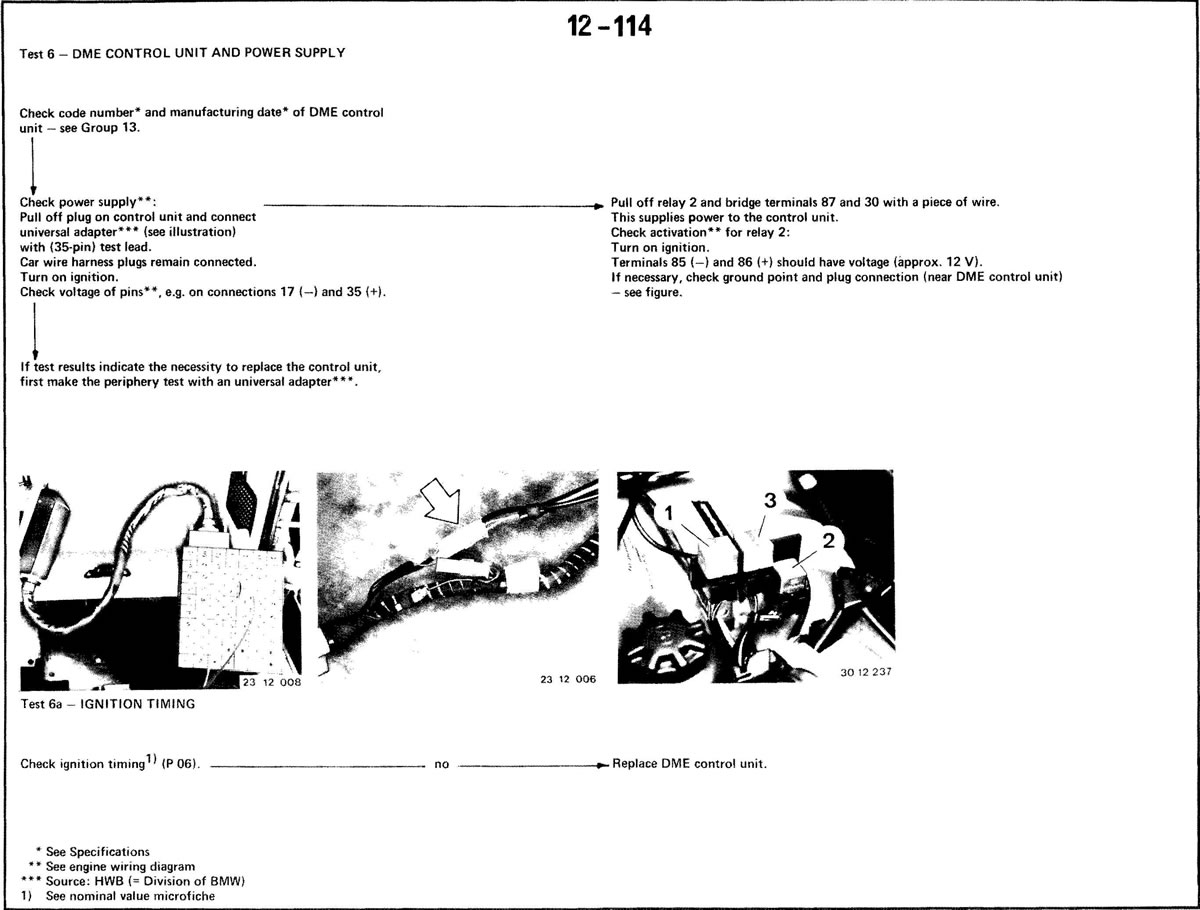 12-114
Test 6 — DME CONTROL UNIT AND POWER SUPPLY
Check code number* and manufacturing date* of DME control
unit — see Group 13.
Check power supply**:
Pull off plug on control unit and connect
universal adapter*** (see illustration)
with (35-pin) test lead.
Car wire harness plugs remain connected.
Turn on ignition.
Check voltage of pins**, e.g. on connections 17 (—) and 35 (+).
Pull off relay 2 and bridge terminals 87 and 30 with a piece of wire.
This supplies power to the control unit.
Check activation** for relay 2:
Turn on ignition.
Terminals 85 (—) and 86 (+) should have voltage (approx. 12 V).
If necessary, check ground point and plug connection (near DME control unit)
— see figure.
If test results indicate the necessity to replace the control unit,
first make the periphery test with an universal adapter***.
23 12 008
23 12 006
1
3
2
30 12 237
Test 6a — IGNITION TIMING
Check ignition timing1) (P 06).
no
Replace DME control unit.
* See Specifications
** See engine wiring diagram
*** Source: HWB (= Division of BMW)
1) See nominal value microfiche